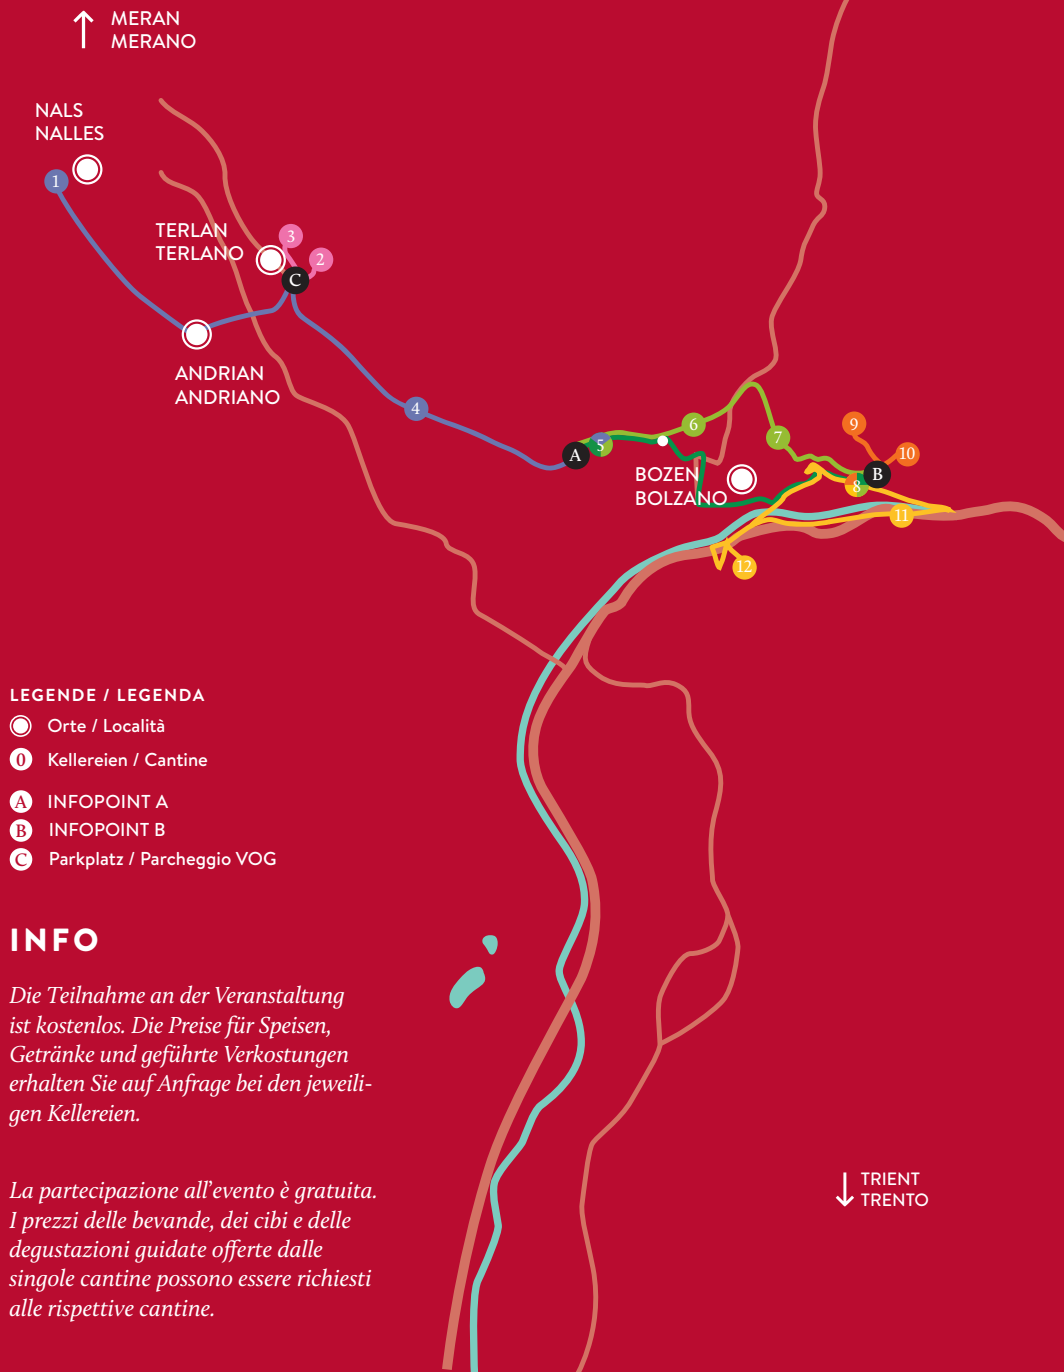 MERAN
MERANO
NALS
NALLES
1
TERLAN
TERLANO
3
2
C
ANDRIAN
ANDRIANO
4
A
5
6
7
9
10
B
8
BOZEN
BOLZANO
11
12
LEGENDE / LEGENDA
Orte / Località
0 Kellereien / Cantine
A INFOPOINT A
B INFOPOINT B
C Parkplatz / Parcheggio VOG
INFO
Die Teilnahme an der Veranstaltung
ist kostenlos. Die Preise für Speisen,
Getränke und geführte Verkostungen
erhalten Sie auf Anfrage bei den jeweili-
gen Kellereien.
La partecipazione all'evento è gratuita.
I prezzi delle bevande, dei cibi e delle
degustazioni guidate offerte dalle
singole cantine possono essere richiesti
alle rispettive cantine.
TRIENT
TRENTO